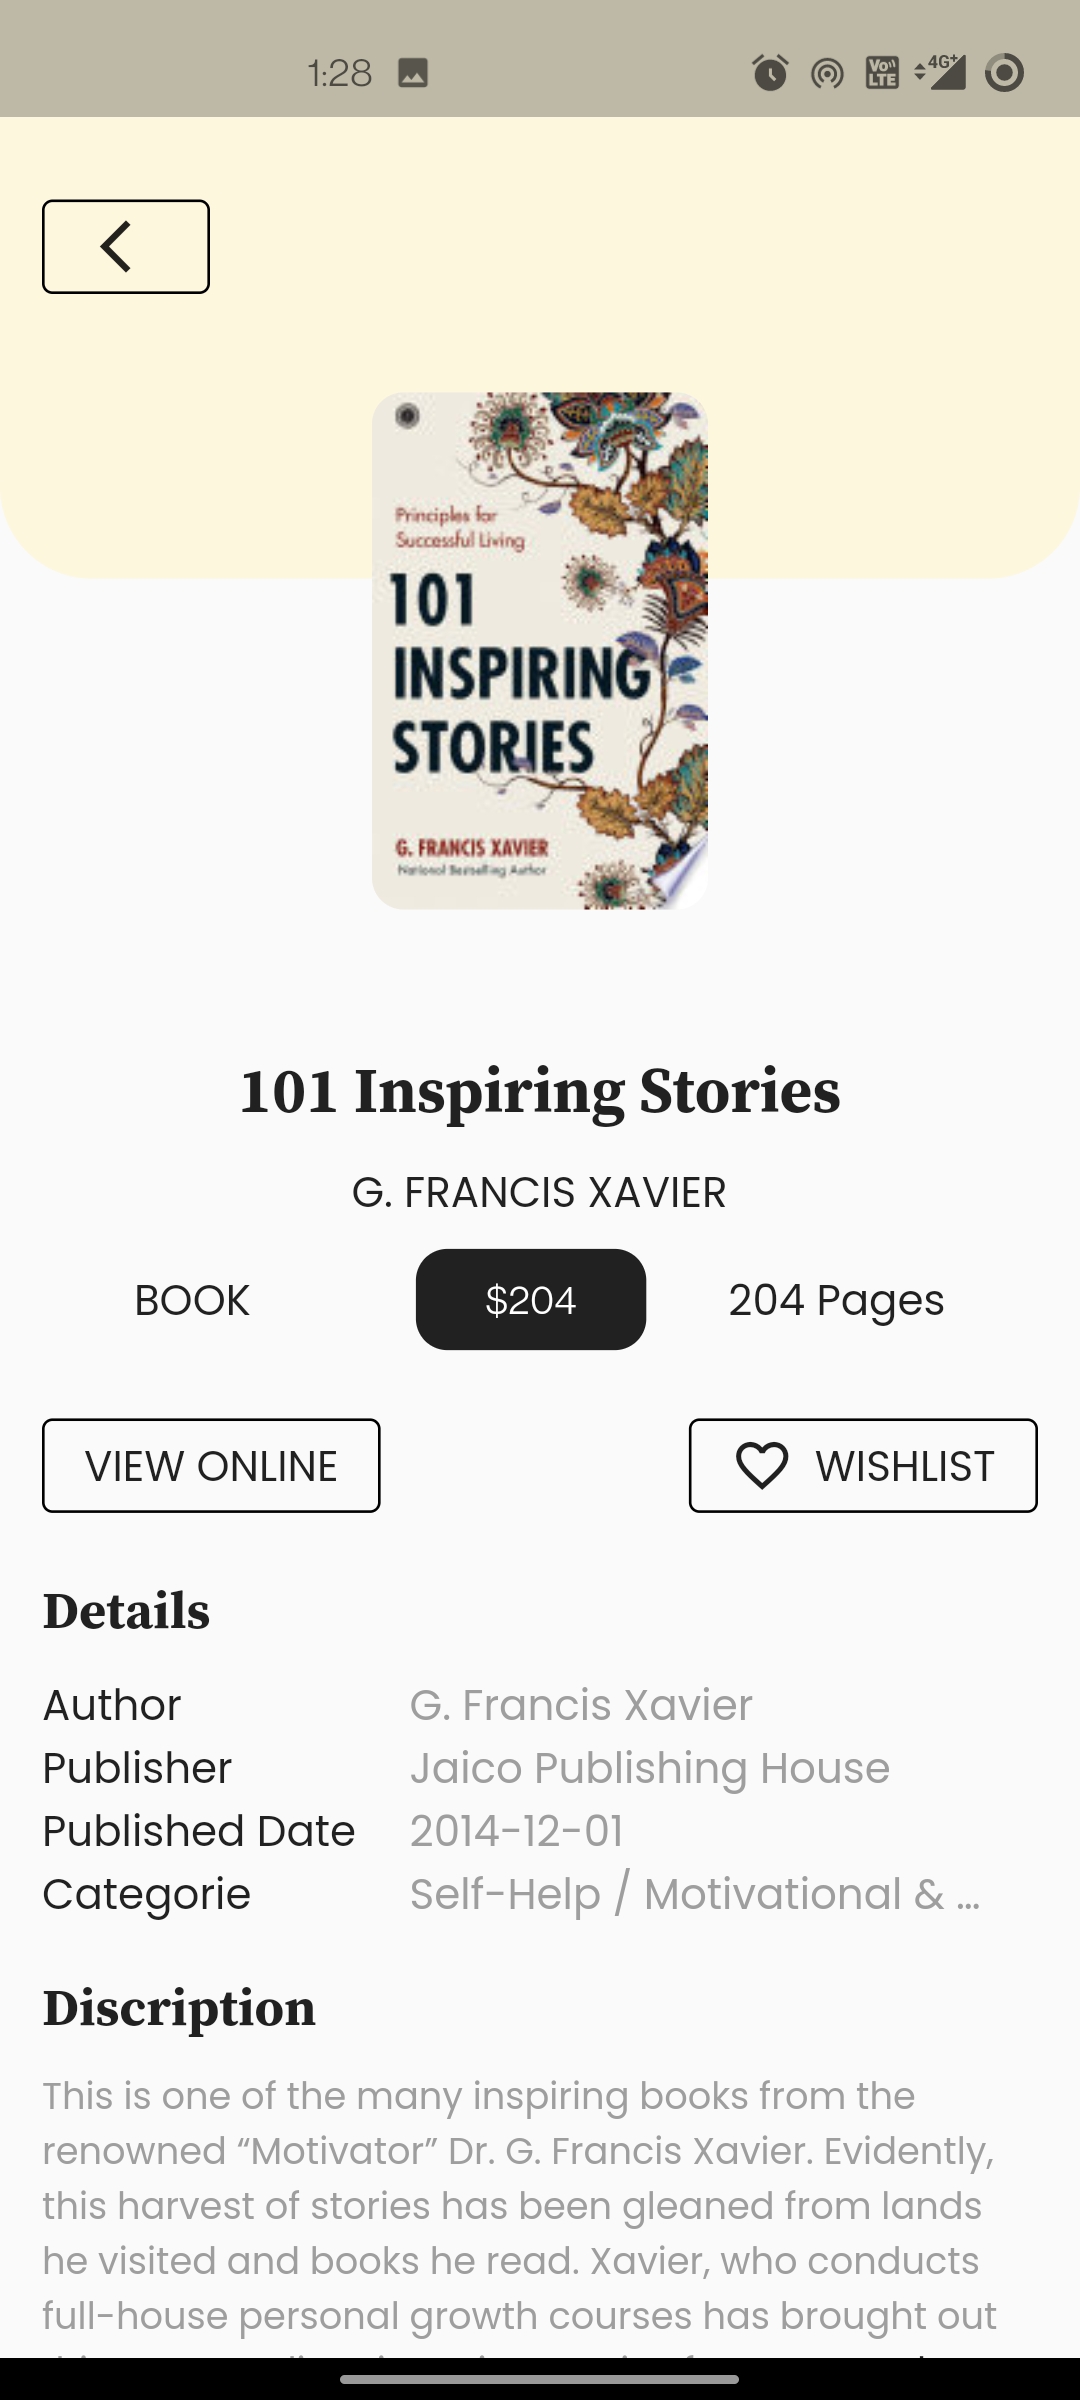 1:28
Vo)) LTE
4G+
Principles for
Successful Living
101
INSPIRING
STORIES
G. FRANCIS XAVIER
National Bestselling Author
101 Inspiring Stories
G. FRANCIS XAVIER
BOOK $204 204 Pages
VIEW ONLINE WISHLIST
Details
Author G. Francis Xavier
Publisher Jaico Publishing House
Published Date 2014-12-01
Categorie Self-Help / Motivational & ...
Discription
This is one of the many inspiring books from the
renowned “Motivator” Dr. G. Francis Xavier. Evidently,
this harvest of stories has been gleaned from lands
he visited and books he read. Xavier, who conducts
full-house personal growth courses has brought out